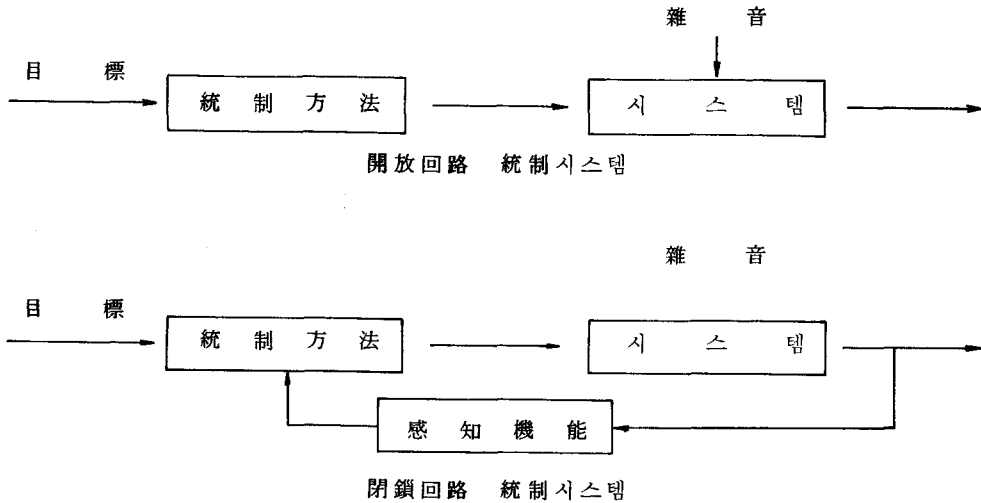 雜音
目標
統制方法
시스템
開放回路 統制시스템
雜音
目標
統制方法
시스템
感知機能
閉鎖回路 統制시스템